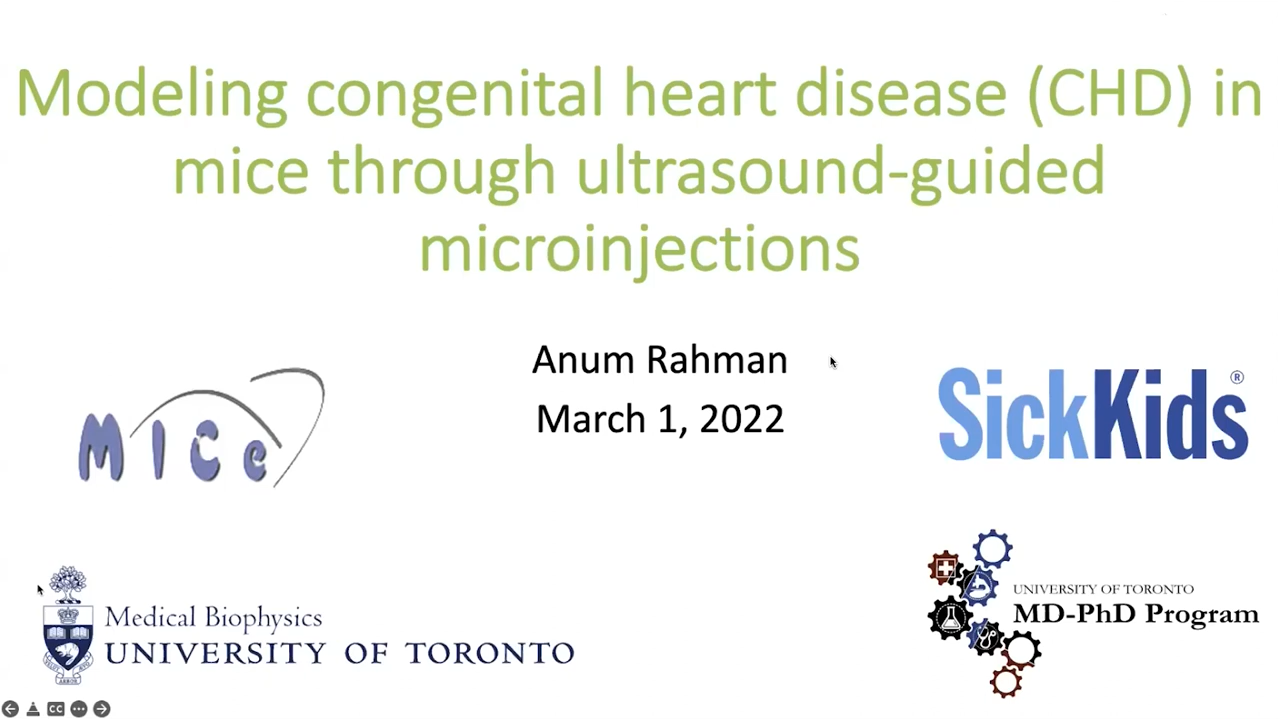 Modeling congenital heart disease (CHD) in
mice through ultrasound-guided
microinjections
Anum Rahman
March 1, 2022
MICe
SickKids®
Medical Biophysics
UNIVERSITY OF TORONTO
UNIVERSITY OF TORONTO
MD-PhD Program
CC